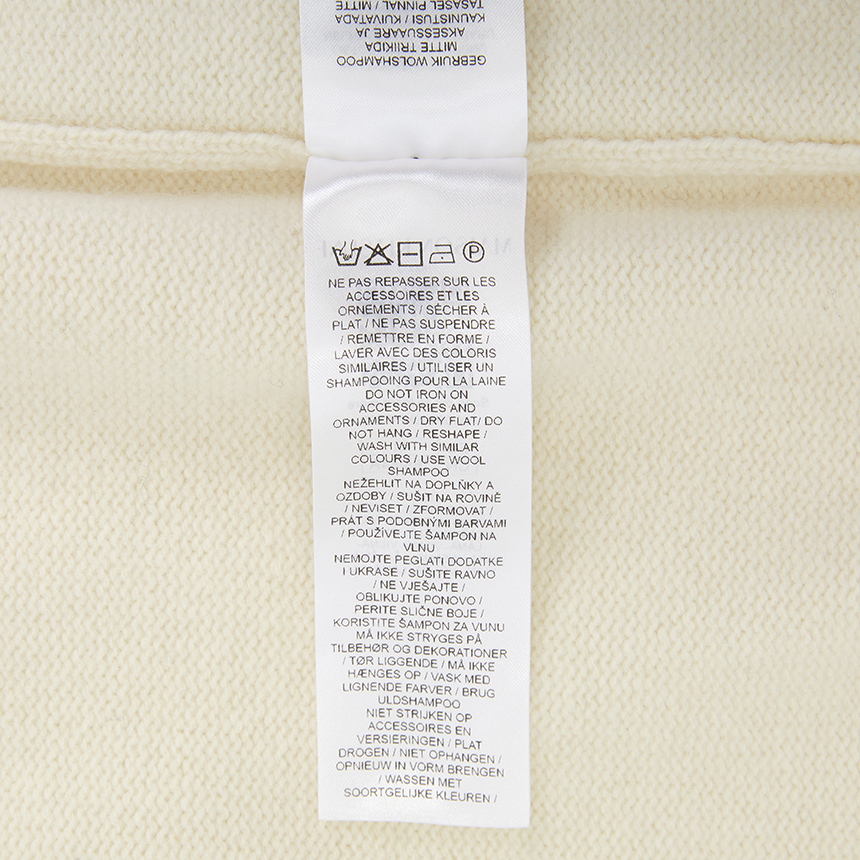 TASASEL PINNAL / MITTE
KAUNISTUSI / KUIVATADA
AKSESSUAARE JA
MITTE TRIIKIDA
GEBRUIK WOLSHAMPOO
P
NE PAS REPASSER SUR LES
ACCESSOIRES ET LES
ORNEMENTS / SÉCHER À
PLAT / NE PAS SUSPENDRE
/ REMETTRE EN FORME /
LAVER AVEC DES COLORIS
SIMILAIRES / UTILISER UN
SHAMPOOING POUR LA LAINE
DO NOT IRON ON
ACCESSORIES AND
ORNAMENTS / DRY FLAT/ DO
NOT HANG / RESHAPE /
WASH WITH SIMILAR
COLOURS / USE WOOL
SHAMPOO
NEŽEHLIT NA DOPLŇKY A
OZDOBY / SUŠIT NA ROVINĚ
/ NEVISET / ZFORMOVAT /
PRÁT S PODOBNÝMI BARVAMI
/ POUŽÍVEJTE ŠAMPON NA
VLNU
NEMOJTE PEGLATI DODATKE
I UKRASE / SUŠITE RAVNO
/ NE VJEŠAJTE /
OBLIKUJTE PONOVO /
PERITE SLIČNE BOJE /
KORISTITE ŠAMPON ZA VUNU
MÅ IKKE STRYGES PÅ
TILBEHØR OG DEKORATIONER
/ TØR LIGGENDE / MÅ IKKE
HÆNGES OP / VASK MED
LIGNENDE FARVER / BRUG
ULDSHAMPOO
NIET STRIJKEN OP
ACCESSOIRES EN
VERSIERINGEN / PLAT
DROGEN / NIET OPHANGEN /
OPNIEUW IN VORM BRENGEN
/ WASSEN MET
SOORTGELIJKE KLEUREN /